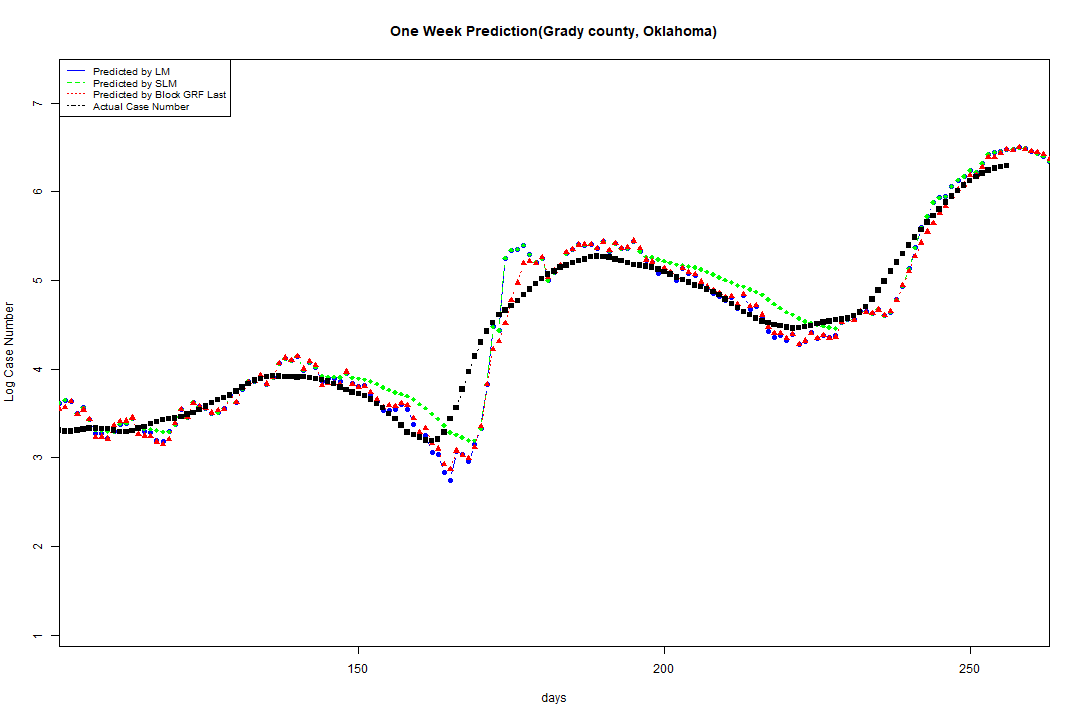 One Week Prediction(Grady county, Oklahoma)
Predicted by LM
Predicted by SLM
Predicted by Block GRF Last
Actual Case Number
7
6
5
4
3
2
1
Log Case Number
150
200
250
days